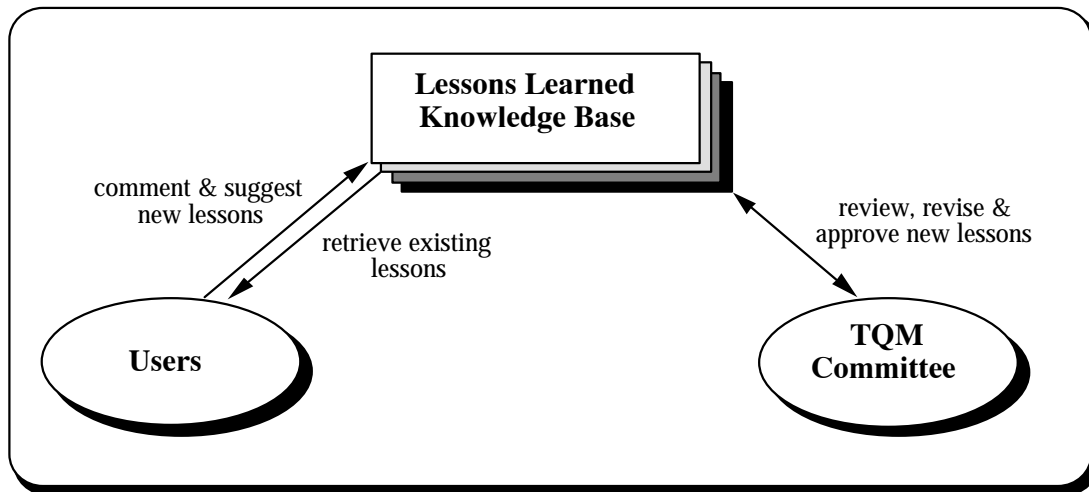 Lessons Learned
Knowledge Base
comment & suggest
new lessons
retrieve existing
lessons
review, revise &
approve new lessons
Users
TQM
Committee